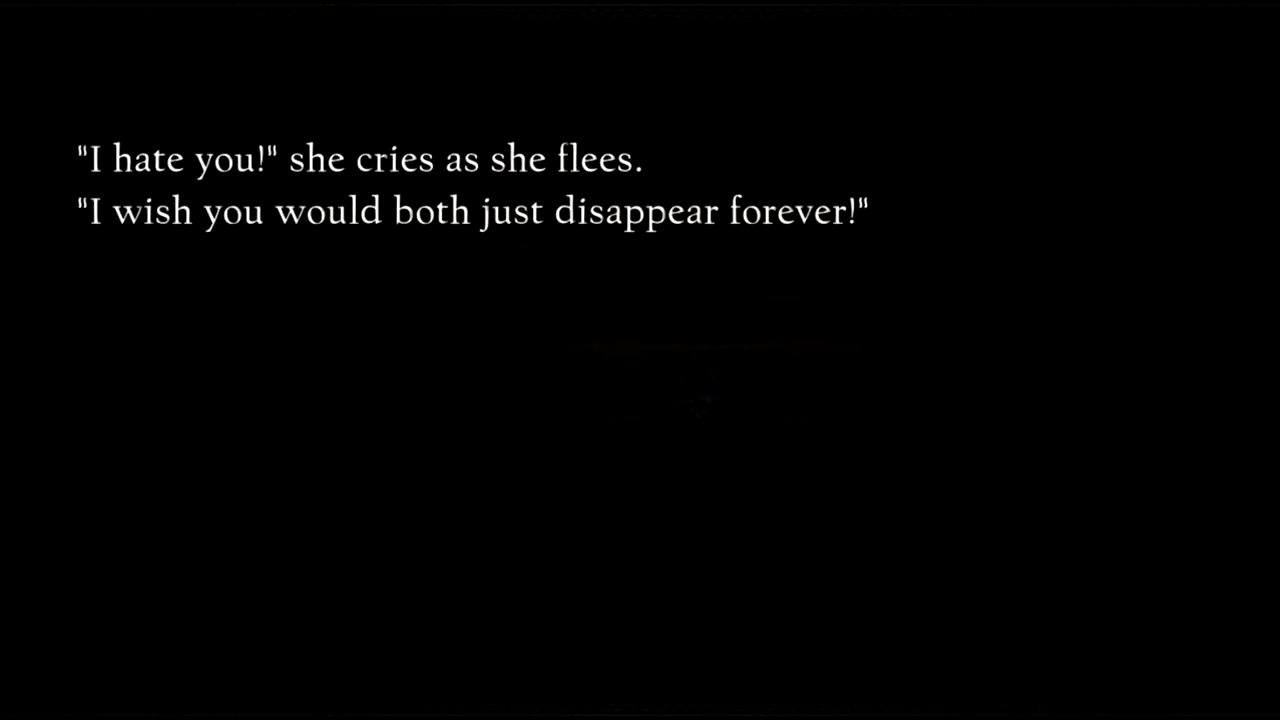 "I hate you!" she cries as she flees.
"I wish you would both just disappear forever!"